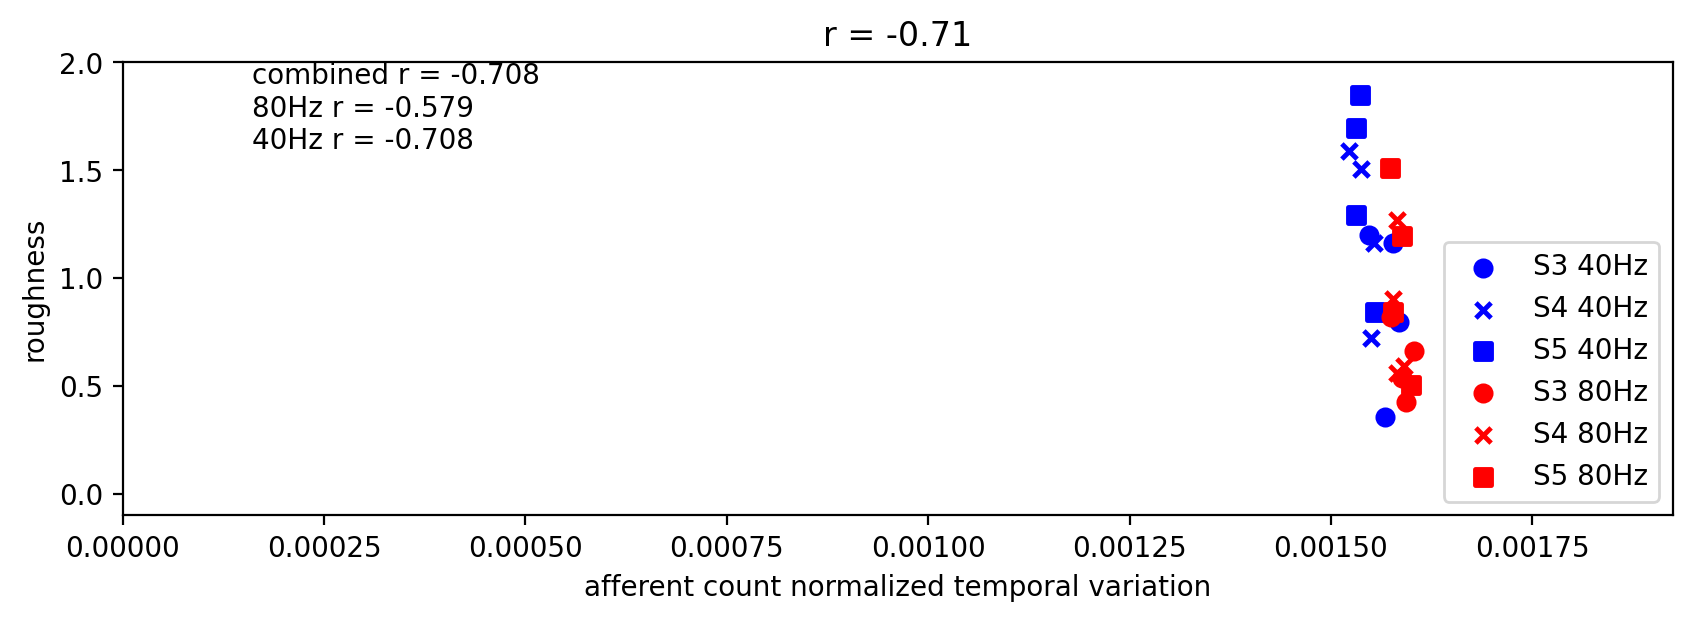 r = -0.71
combined r = -0.708
80Hz r = -0.579
40Hz r = -0.708
roughness
2.0
1.5
1.0
0.5
0.0
S3 40Hz
S4 40Hz
S5 40Hz
S3 80Hz
S4 80Hz
S5 80Hz
0.00000 0.00025 0.00050 0.00075 0.00100 0.00125 0.00150 0.00175
afferent count normalized temporal variation